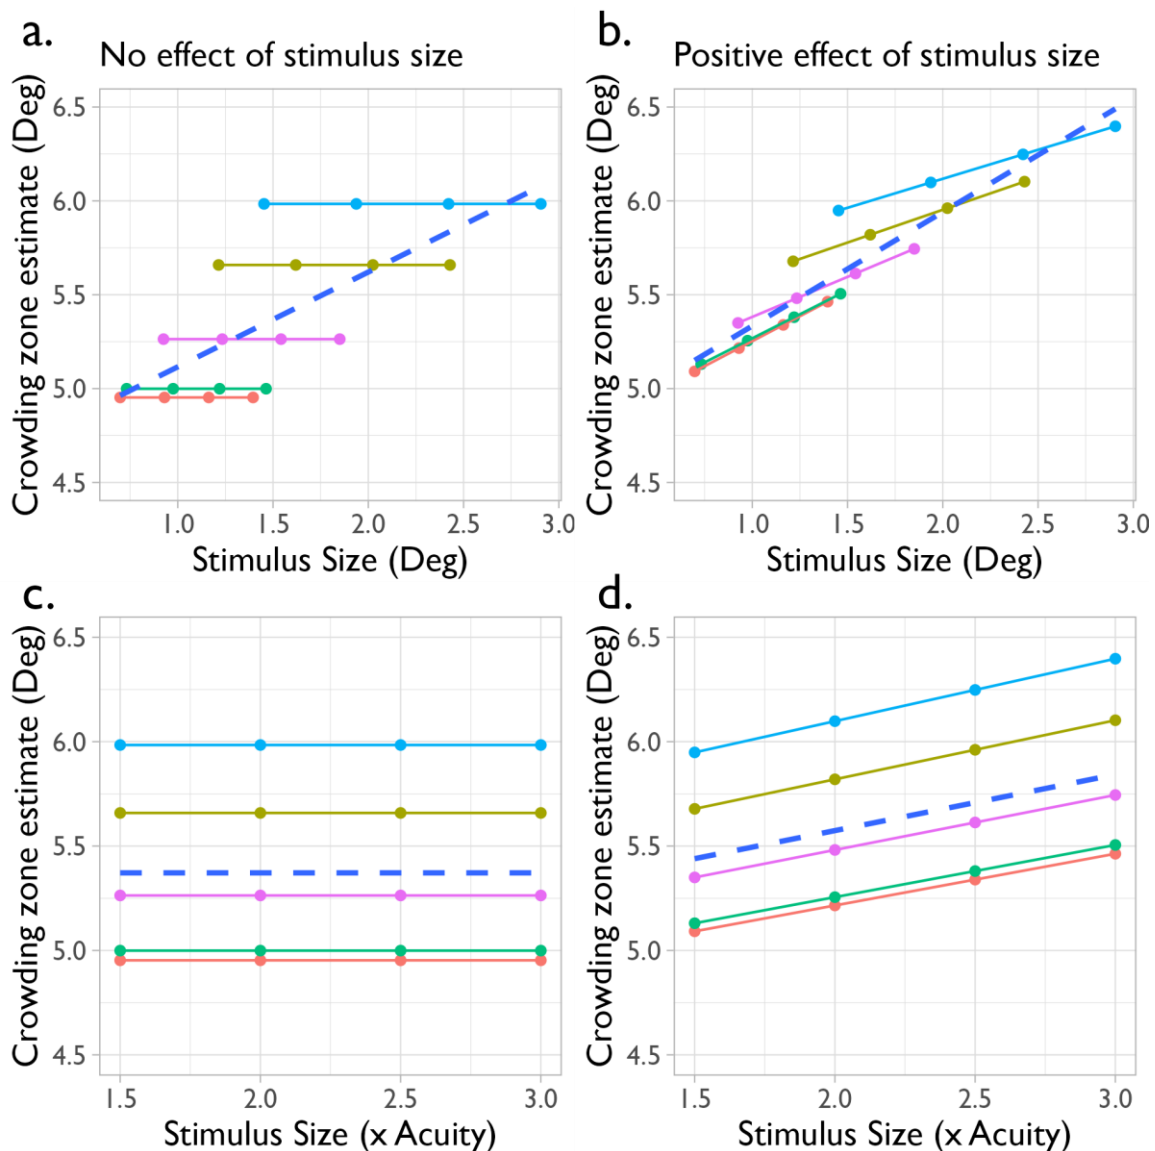 a.
No effect of stimulus size
Crowding zone estimate (Deg)
6.5
6.0
5.5
5.0
4.5
1.0 1.5 2.0 2.5 3.0
Stimulus Size (Deg)
b.
Positive effect of stimulus size
Crowding zone estimate (Deg)
6.5
6.0
5.5
5.0
4.5
1.0 1.5 2.0 2.5 3.0
Stimulus Size (Deg)
c.
Crowding zone estimate (Deg)
6.5
6.0
5.5
5.0
4.5
1.5 2.0 2.5 3.0
Stimulus Size (x Acuity)
d.
Crowding zone estimate (Deg)
6.5
6.0
5.5
5.0
4.5
1.5 2.0 2.5 3.0
Stimulus Size (x Acuity)